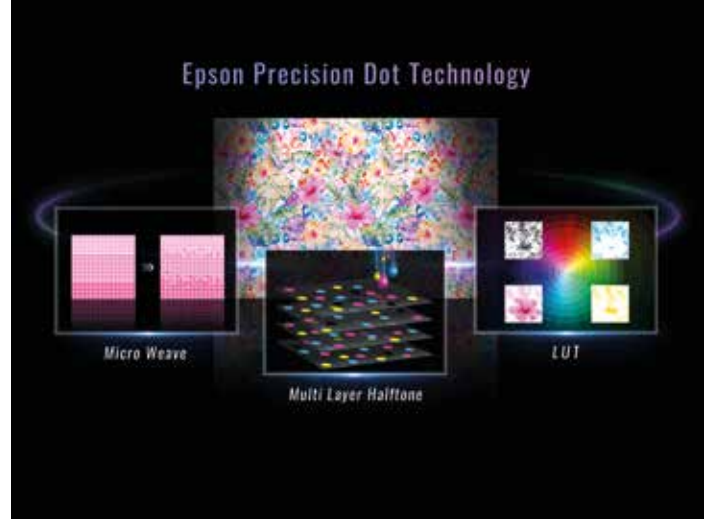 Epson Precision Dot Technology
Micro Weave
Multi Layer Halftone
LUT